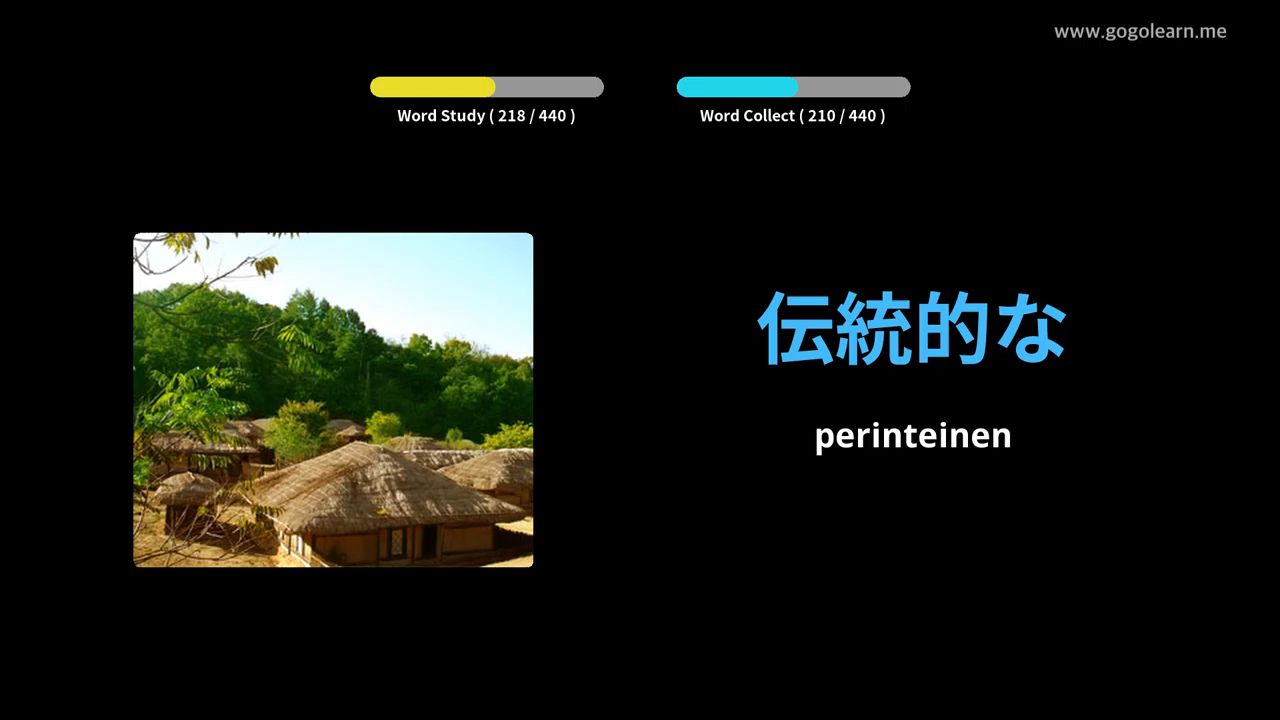 www.gogolearn.me
Word Study ( 218 / 440 )
Word Collect ( 210 / 440 )
伝統的な
perinteinen